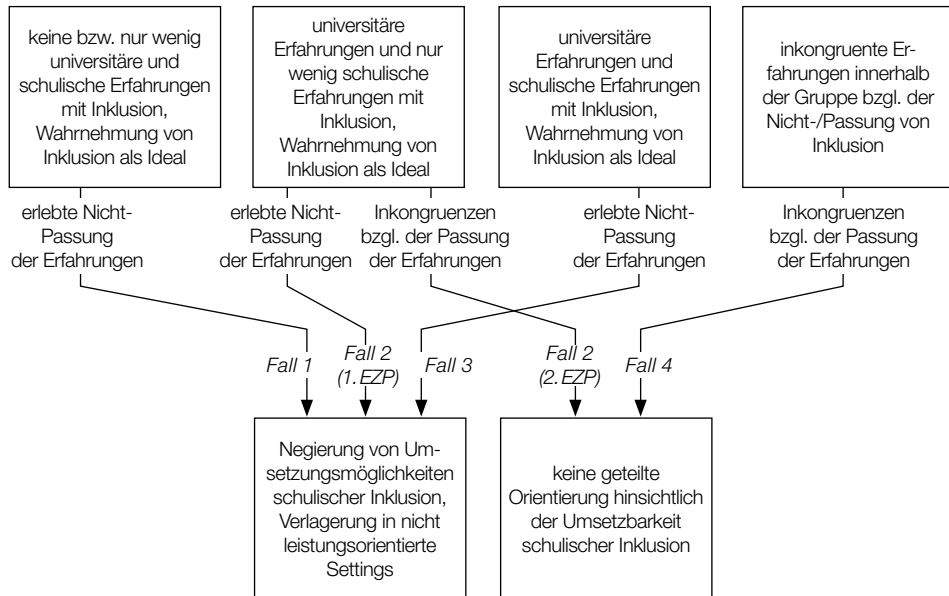 keine bzw. nur wenig
universitäre und
schulische Erfahrungen
mit Inklusion,
Wahrnehmung von
Inklusion als Ideal
universitäre
Erfahrungen und nur
wenig schulische
Erfahrungen mit
Inklusion,
Wahrnehmung von
Inklusion als Ideal
universitäre
Erfahrungen und
schulische Erfahrungen
mit Inklusion,
Wahrnehmung von
Inklusion als Ideal
inkongruente Er-
fahrungen innerhalb
der Gruppe bzgl. der
Nicht-/Passung von
Inklusion
erlebte Nicht-
Passung
der Erfahrungen
erlebte Nicht-
Passung
der Erfahrungen
Inkongruenzen
bzgl. der Passung
der Erfahrungen
erlebte Nicht-
Passung
der Erfahrungen
Inkongruenzen
bzgl. der Passung
der Erfahrungen
Fall 1
Fall 2
(1. EZP)
Fall 3
Fall 2
(2. EZP)
Fall 4
Negierung von Um-
setzungsmöglichkeiten
schulischer Inklusion,
Verlagerung in nicht
leistungsorientierte
Settings
keine geteilte
Orientierung hinsichtlich
der Umsetzbarkeit
schulischer Inklusion